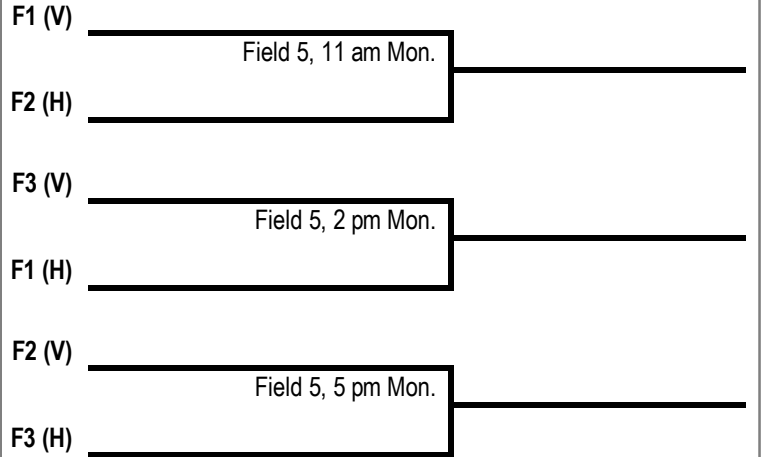 F1 (V)
Field 5, 11 am Mon.
F2 (H)
F3 (V)
Field 5, 2 pm Mon.
F1 (H)
F2 (V)
Field 5, 5 pm Mon.
F3 (H)